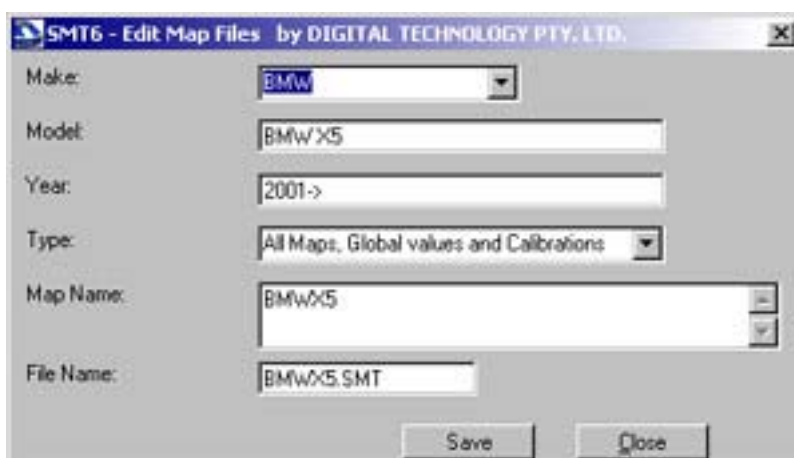 SMT6 - Edit Map Files by DIGITAL TECHNOLOGY PTY. LTD.
Make: BMW
Model: BMW X5
Year: 2001->
Type: All Maps, Global values and Calibrations
Map Name: BMWX5
File Name: BMWX5.SMT
Save Close